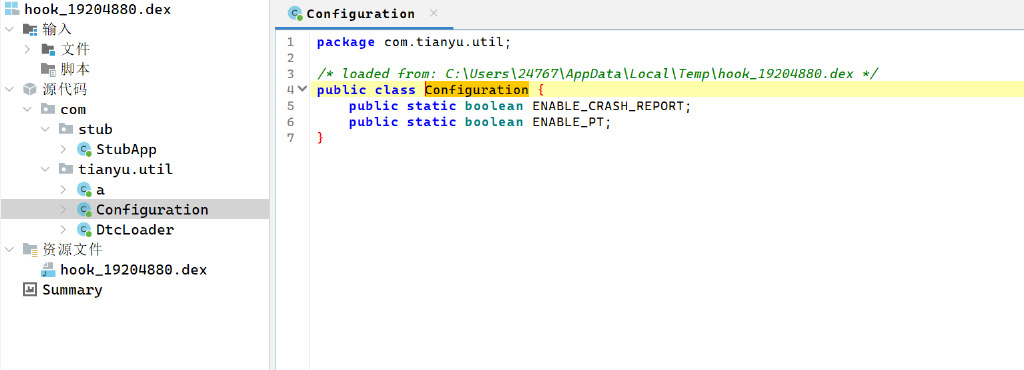 hook_19204880.dex
输入
文件
脚本
源代码
com
stub
StubApp
tianyu.util
a
Configuration
DtcLoader
资源文件
hook_19204880.dex
Summary
Configuration ×
1 package com.tianyu.util;
2
3 /* loaded from: C:\Users\24767\AppData\Local\Temp\hook_19204880.dex */
4 public class Configuration {
5 public static boolean ENABLE_CRASH_REPORT;
6 public static boolean ENABLE_PT;
7 }